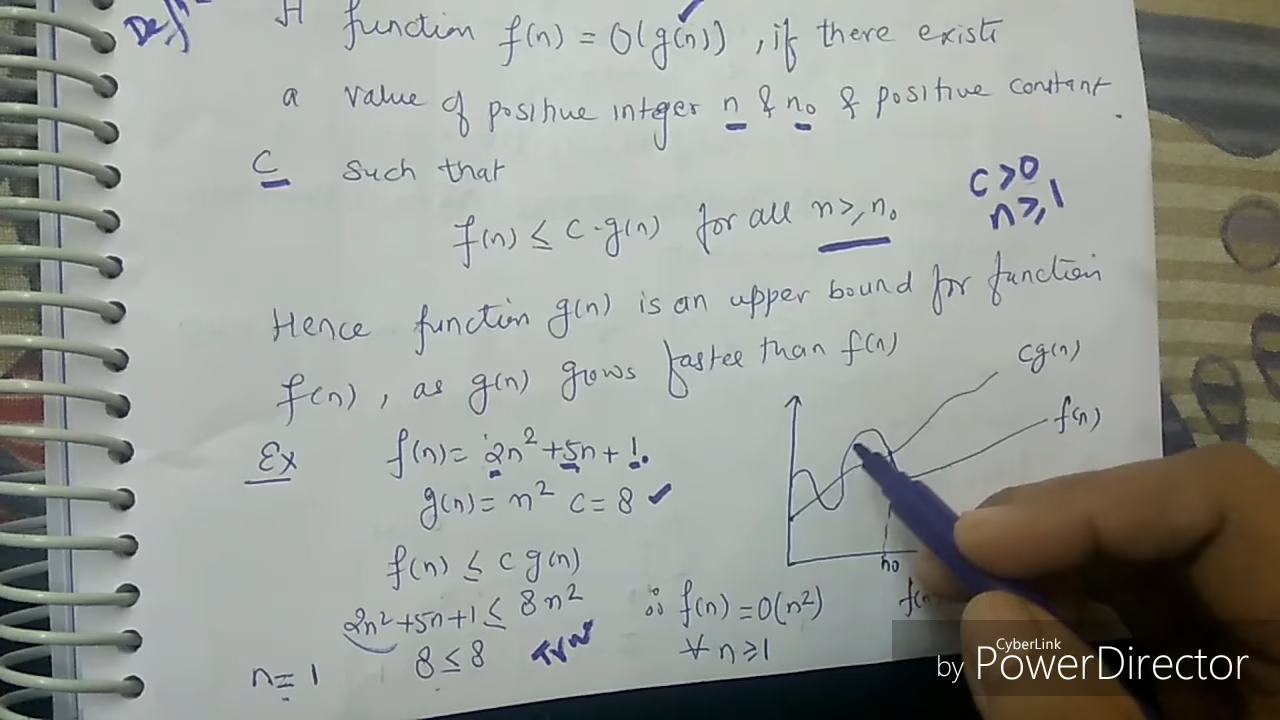 Defn A function f(n) = O(g(n)) , if there exists
a value of positive integer n & n₀ & positive constant
C such that
f(n) ≤ c·g(n) for all n ≥ n₀
c > 0
n ≥ 1
Hence function g(n) is an upper bound for function
f(n), as g(n) grows faster than f(n)
Ex f(n) = 2n² + 5n + 1
g(n) = n² c = 8 ✓
f(n) ≤ c g(n)
2n² + 5n + 1 ≤ 8n²
n = 1 8 ≤ 8
∴ f(n) = O(n²)
∀ n ≥ 1
cg(n)
f(n)
n₀
CyberLink
by PowerDirector